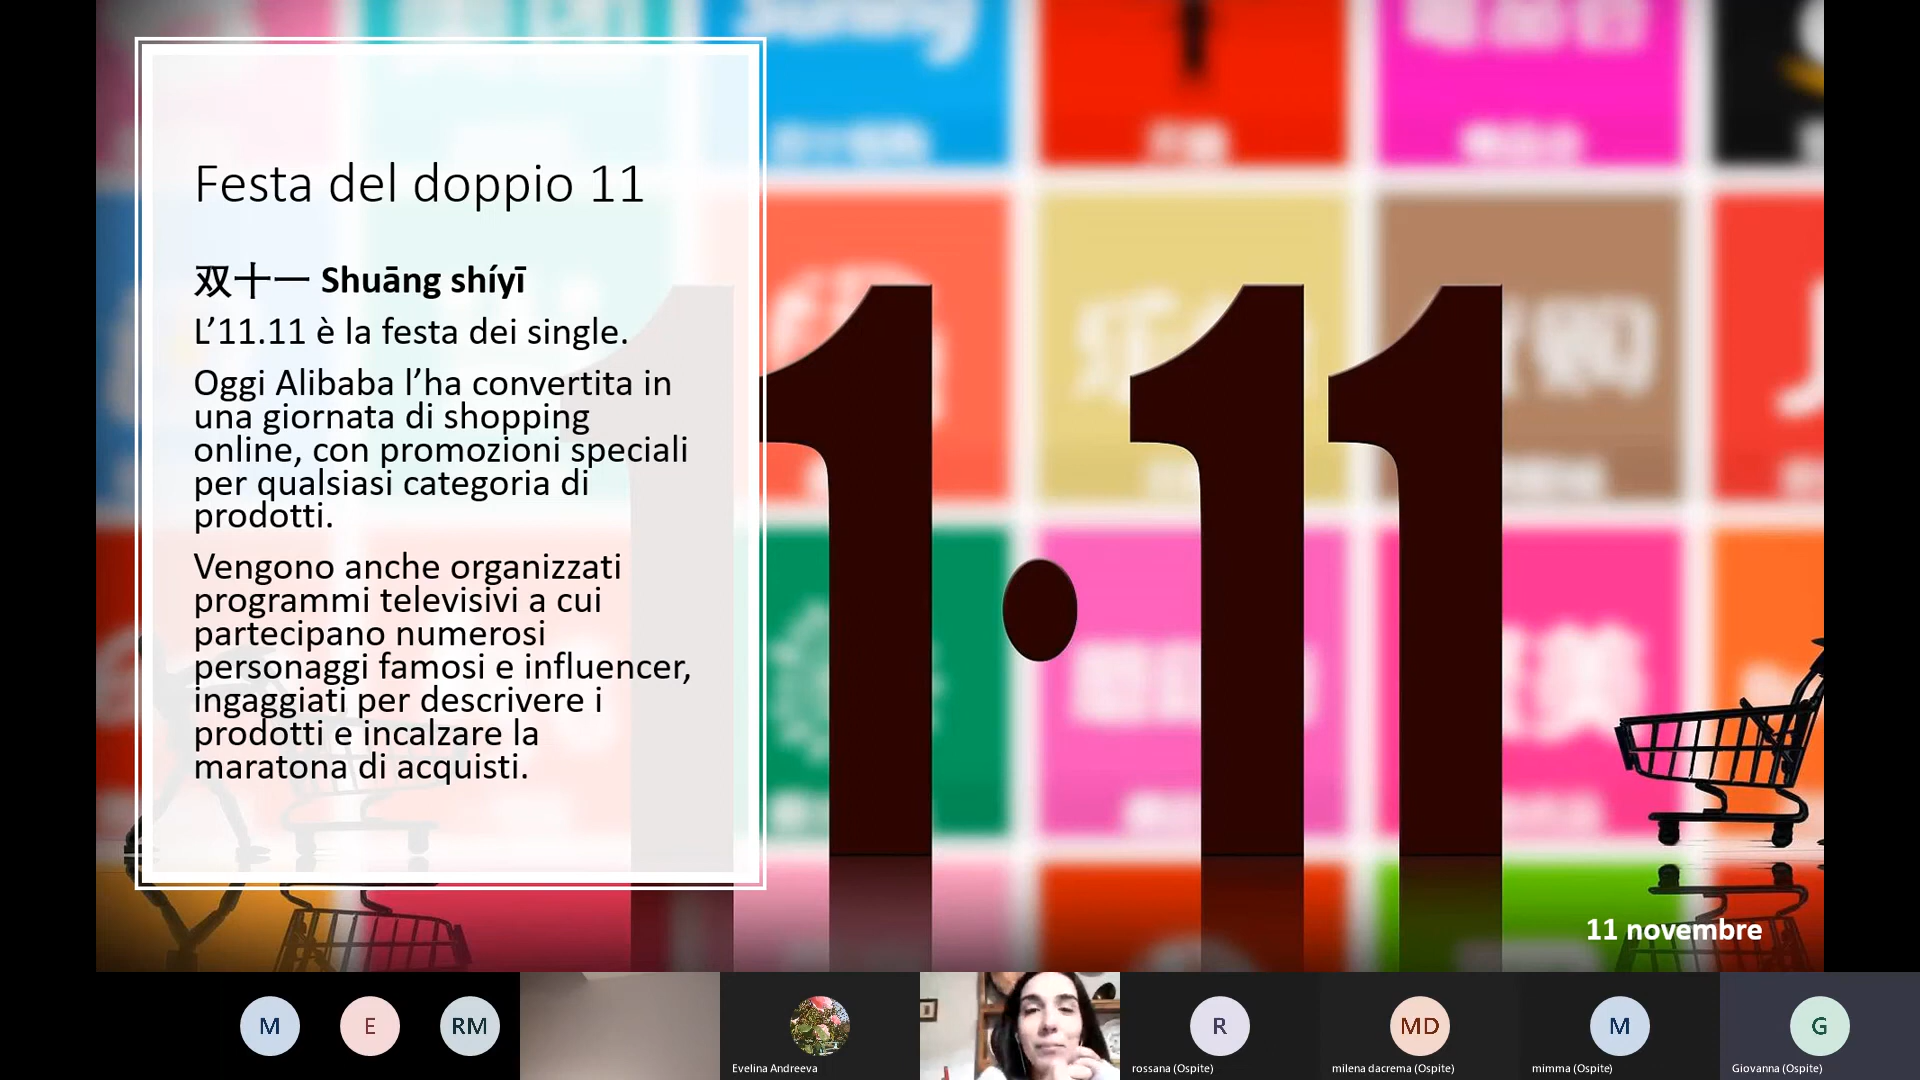 Festa del doppio 11
双十一 Shuāng shíyī
L’11.11 è la festa dei single.
Oggi Alibaba l’ha convertita in
una giornata di shopping
online, con promozioni speciali
per qualsiasi categoria di
prodotti.
Vengono anche organizzati
programmi televisivi a cui
partecipano numerosi
personaggi famosi e influencer,
ingaggiati per descrivere i
prodotti e incalzare la
maratona di acquisti.
11·11
11 novembre
M
E
RM
Evelina Andreeva
R
rossana (Ospite)
MD
milena dacrema (Ospite)
M
mimma (Ospite)
G
Giovanna (Ospite)